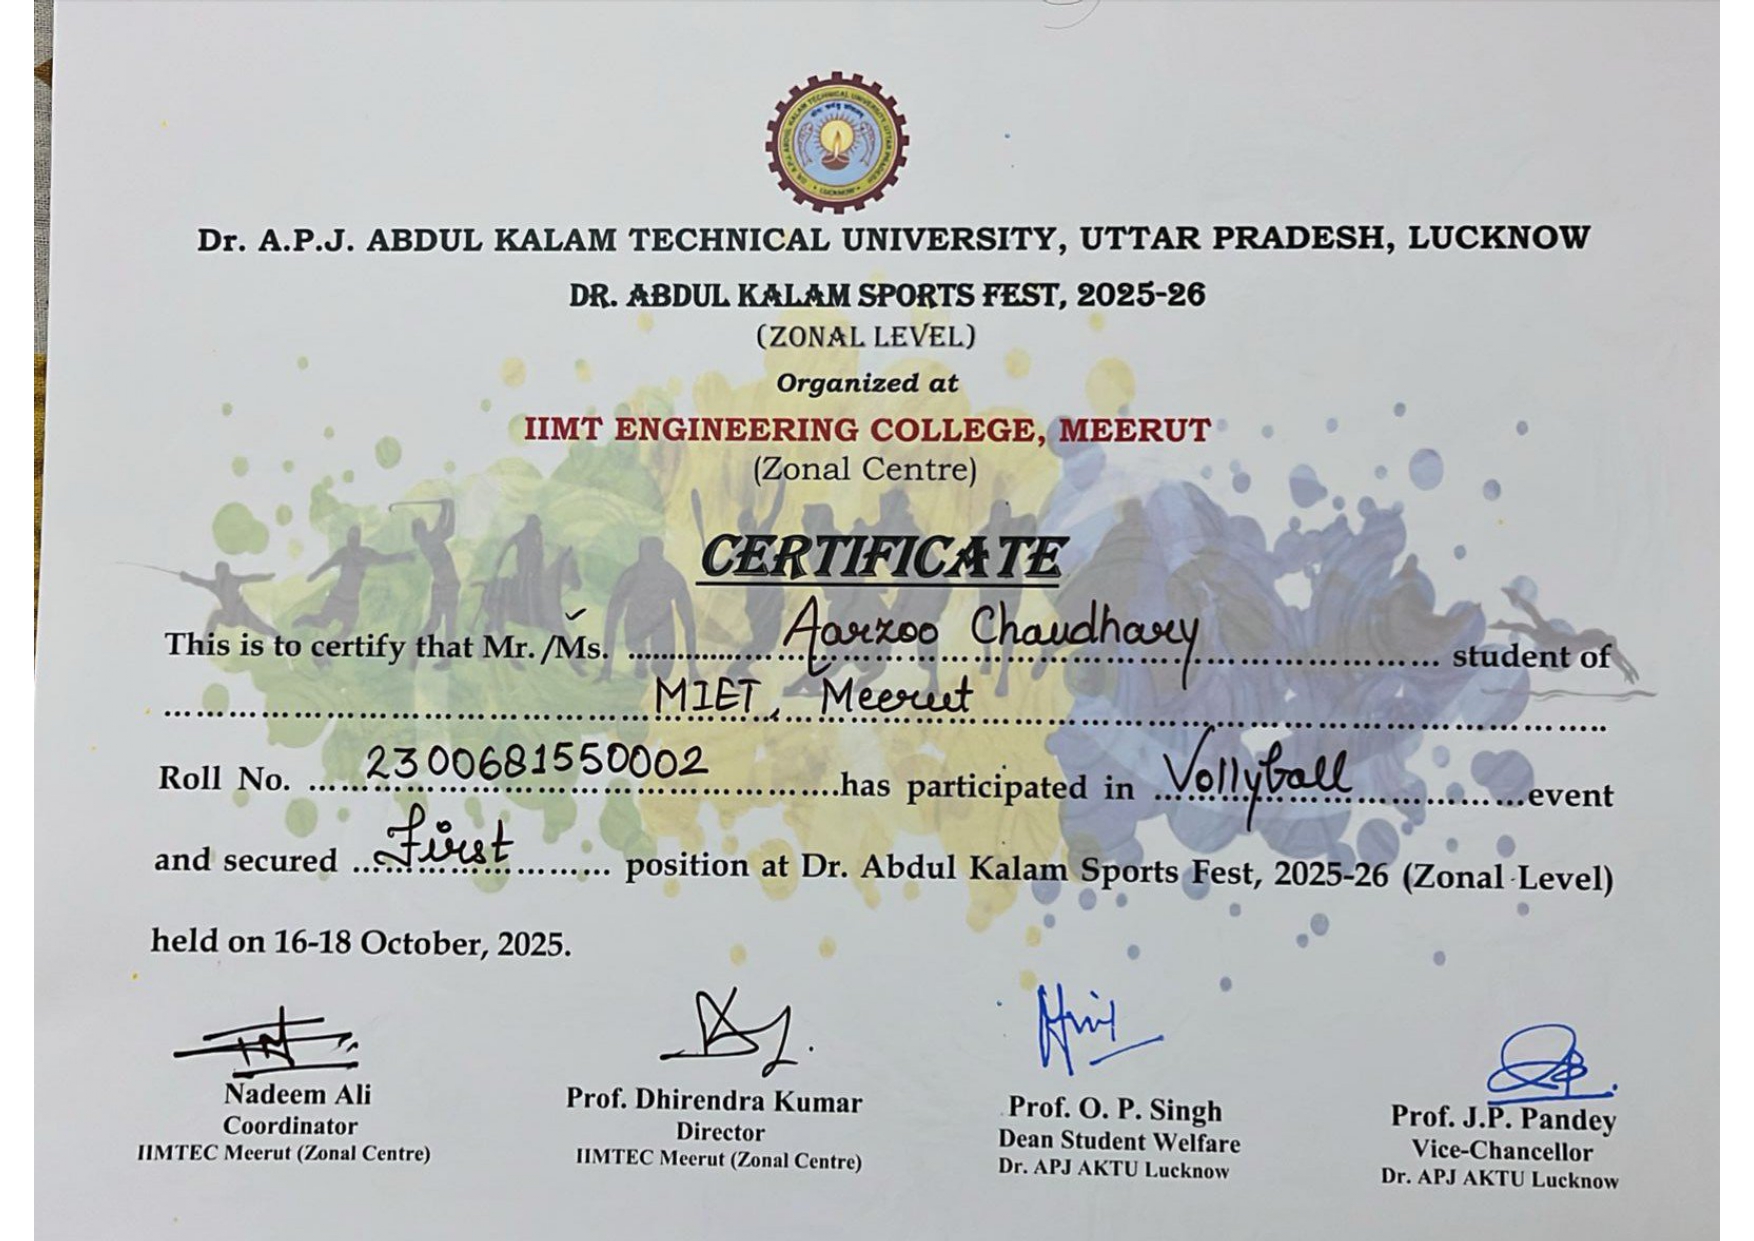 Dr. A.P.J. ABDUL KALAM TECHNICAL UNIVERSITY, UTTAR PRADESH, LUCKNOW
DR. ABDUL KALAM SPORTS FEST, 2025-26
(ZONAL LEVEL)
Organized at
IIMT ENGINEERING COLLEGE, MEERUT
(Zonal Centre)
CERTIFICATE
This is to certify that Mr./Ms. Aarzoo Chaudhary student of
MIET, Meerut
Roll No. 2300681550002 has participated in Vollyball event
and secured First position at Dr. Abdul Kalam Sports Fest, 2025-26 (Zonal Level)
held on 16-18 October, 2025.
Nadeem Ali
Coordinator
IIMTEC Meerut (Zonal Centre)
Prof. Dhirendra Kumar
Director
IIMTEC Meerut (Zonal Centre)
Prof. O. P. Singh
Dean Student Welfare
Dr. APJ AKTU Lucknow
Prof. J.P. Pandey
Vice-Chancellor
Dr. APJ AKTU Lucknow